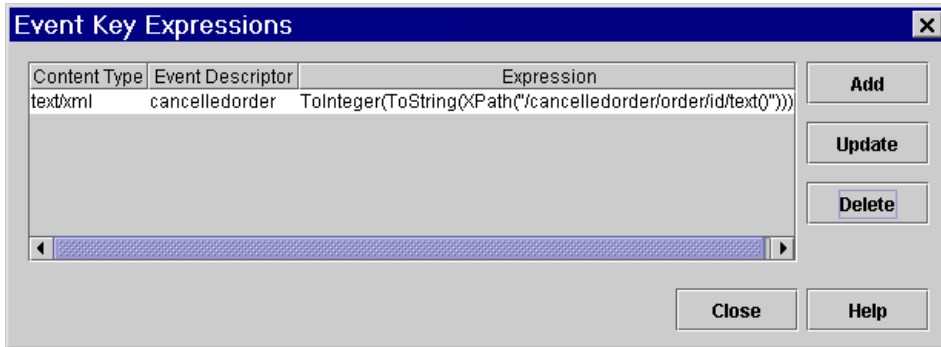 Event Key Expressions
Content Type Event Descriptor Expression
text/xml cancelledorder ToInteger(ToString(XPath("/cancelledorder/order/id/text()")))
Add
Update
Delete
Close Help